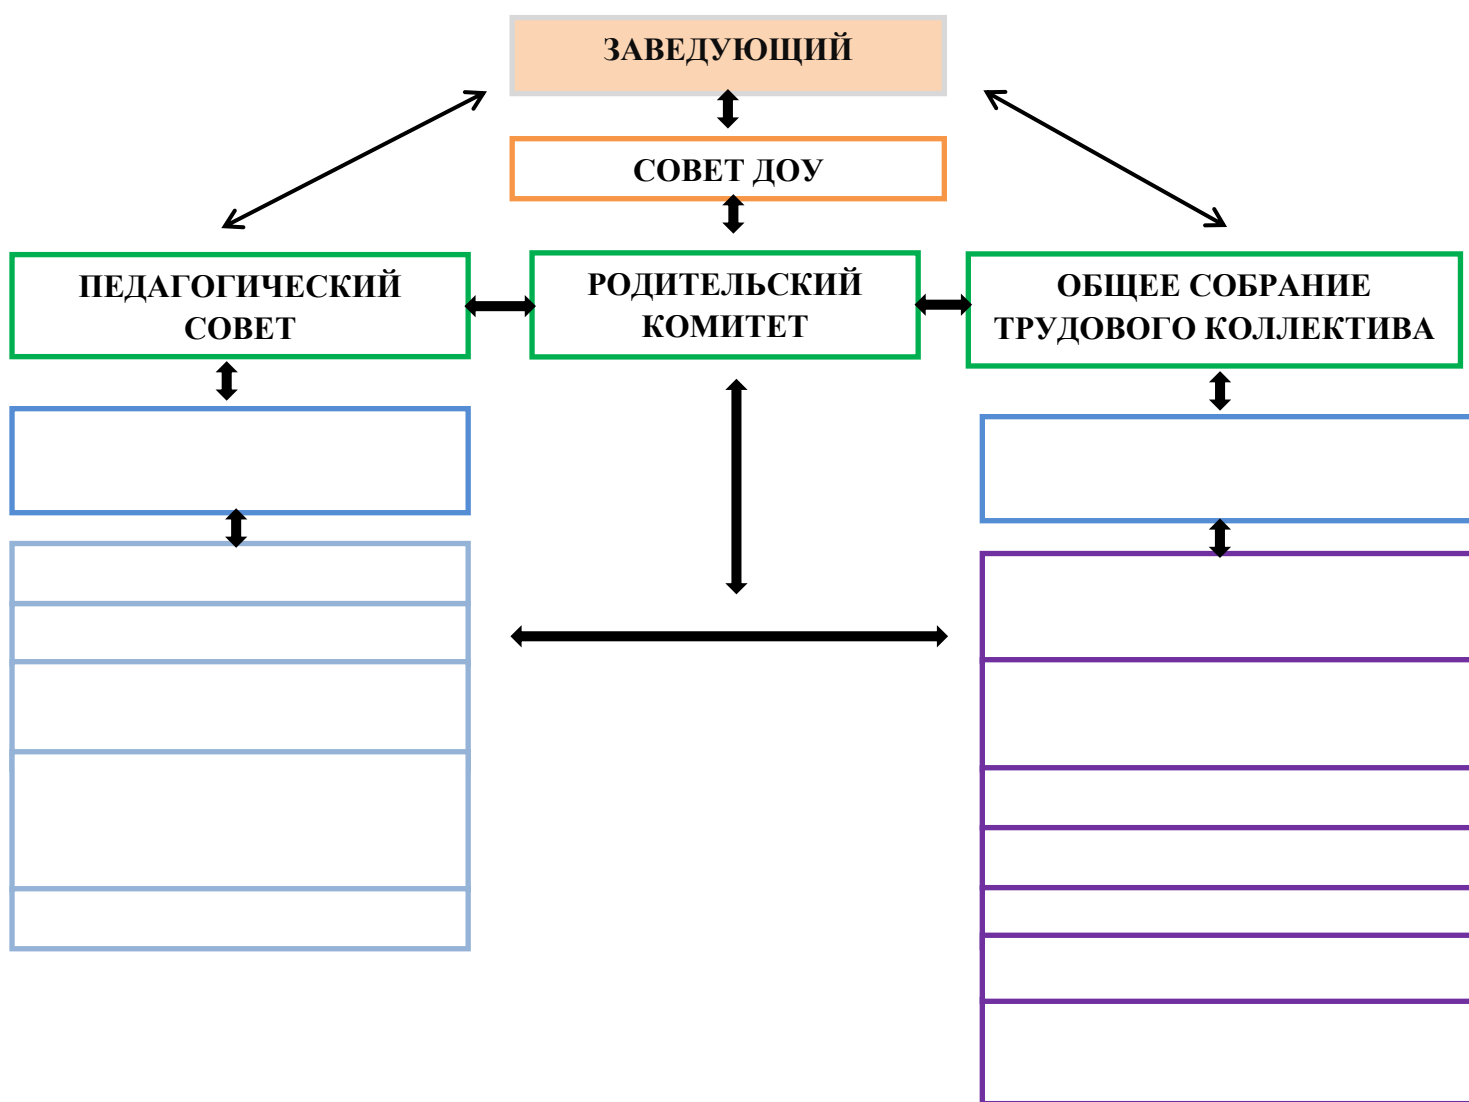 ЗАВЕДУЮЩИЙ
СОВЕТ ДОУ
ПЕДАГОГИЧЕСКИЙ
СОВЕТ
РОДИТЕЛЬСКИЙ
КОМИТЕТ
ОБЩЕЕ СОБРАНИЕ
ТРУДОВОГО КОЛЛЕКТИВА